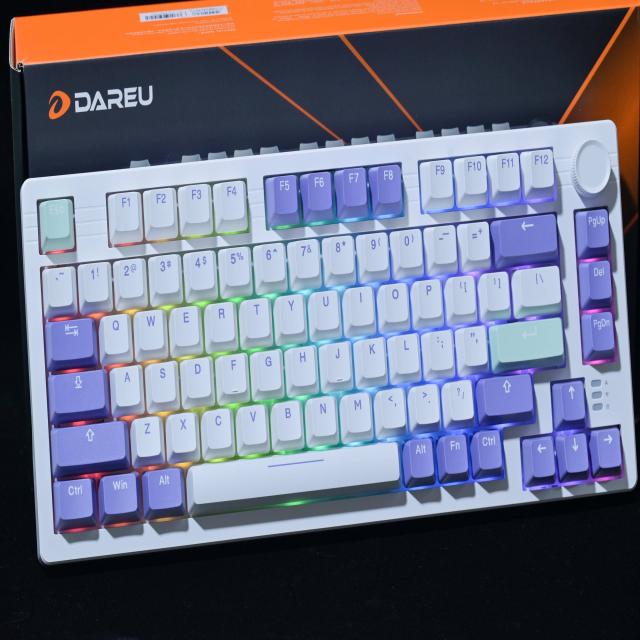 DAREU
F1 F2 F3 F4 F5 F6 F7 F8 F9 F10 F11 F12
~` 1! 2@ 3# 4$ 5% 6^ 7& 8* 9( 0) -_ =+ ← PgUp
Q W E R T Y U I O P [{ ]} \| Del
A S D F G H J K L ;: '" PgDn
Z X C V B N M <, >. ?/ ⇧ ↑
Ctrl Win Alt Alt Fn Ctrl ← ↓ →